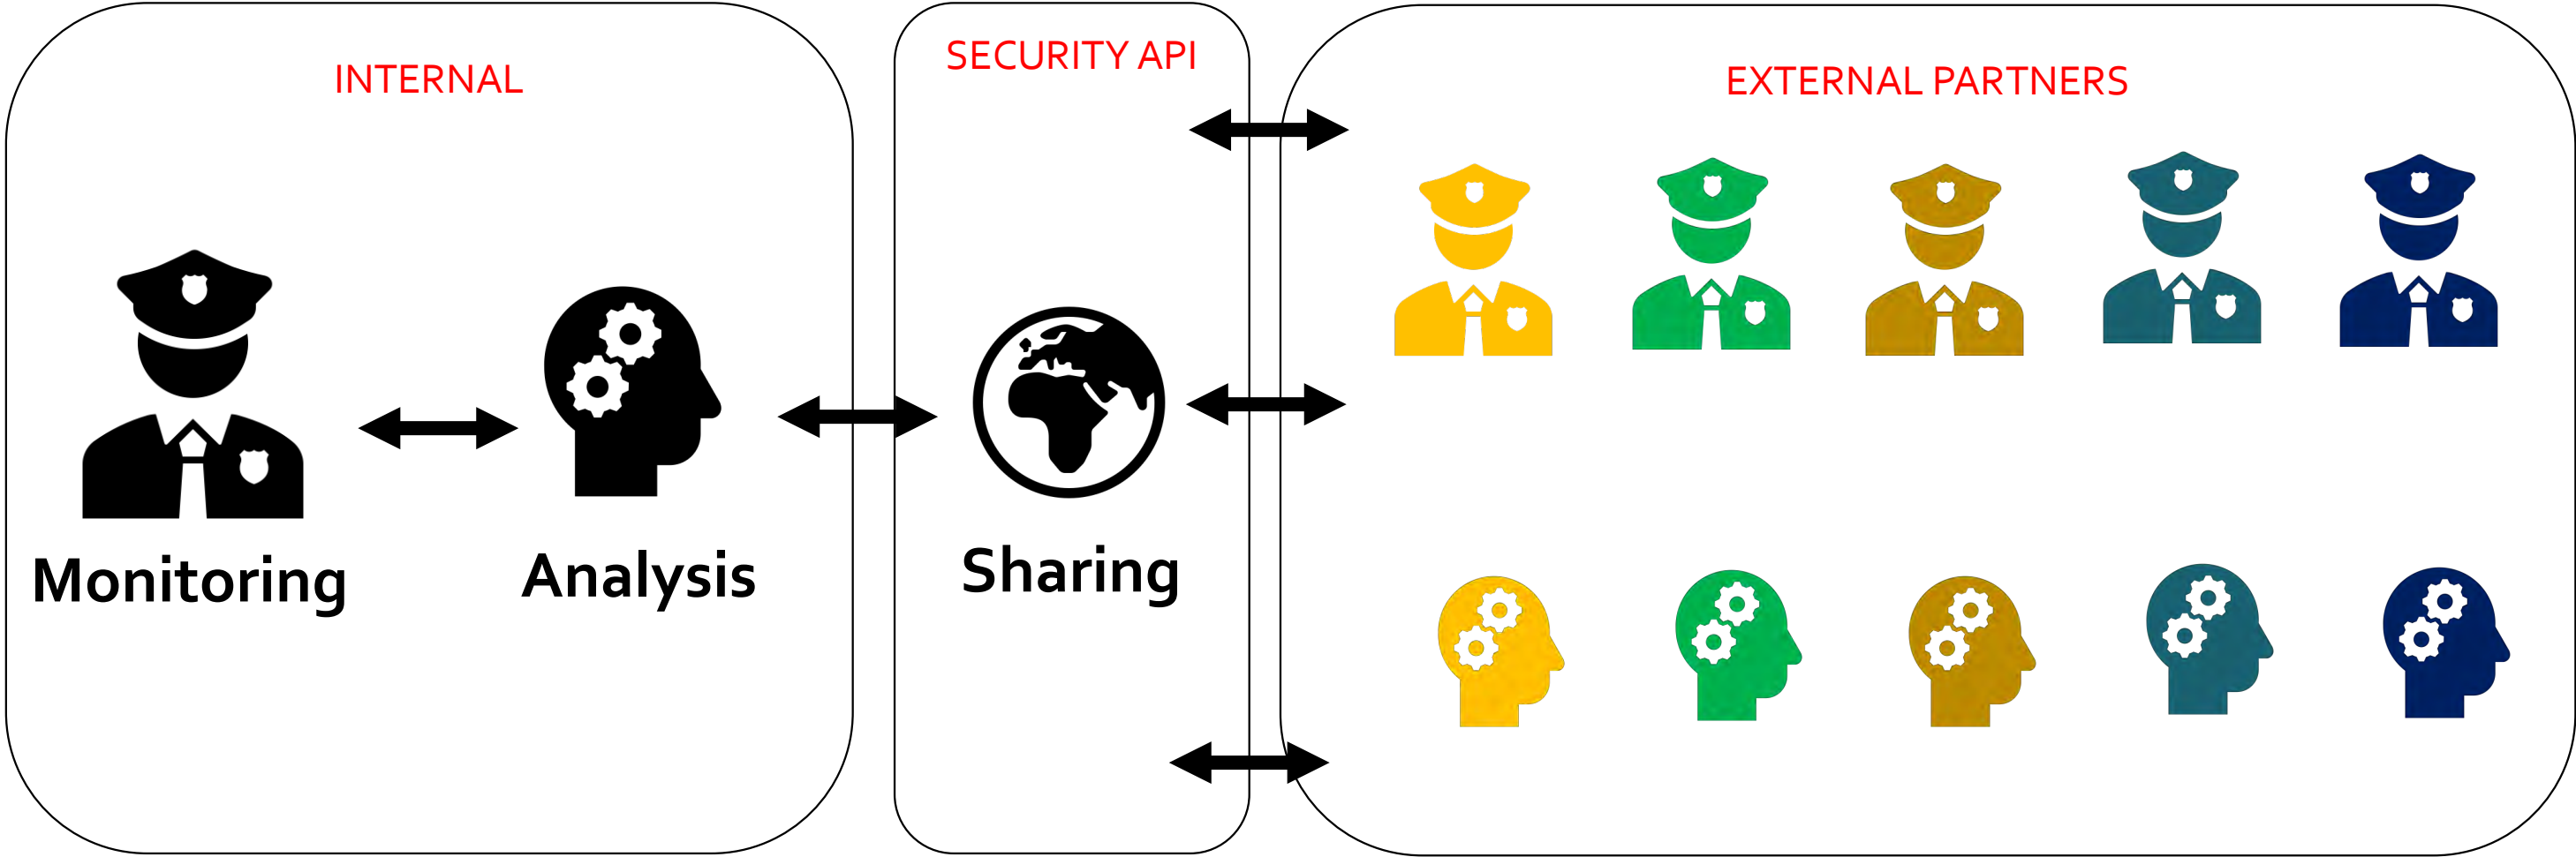 INTERNAL
SECURITY API
EXTERNAL PARTNERS
Monitoring
Analysis
Sharing